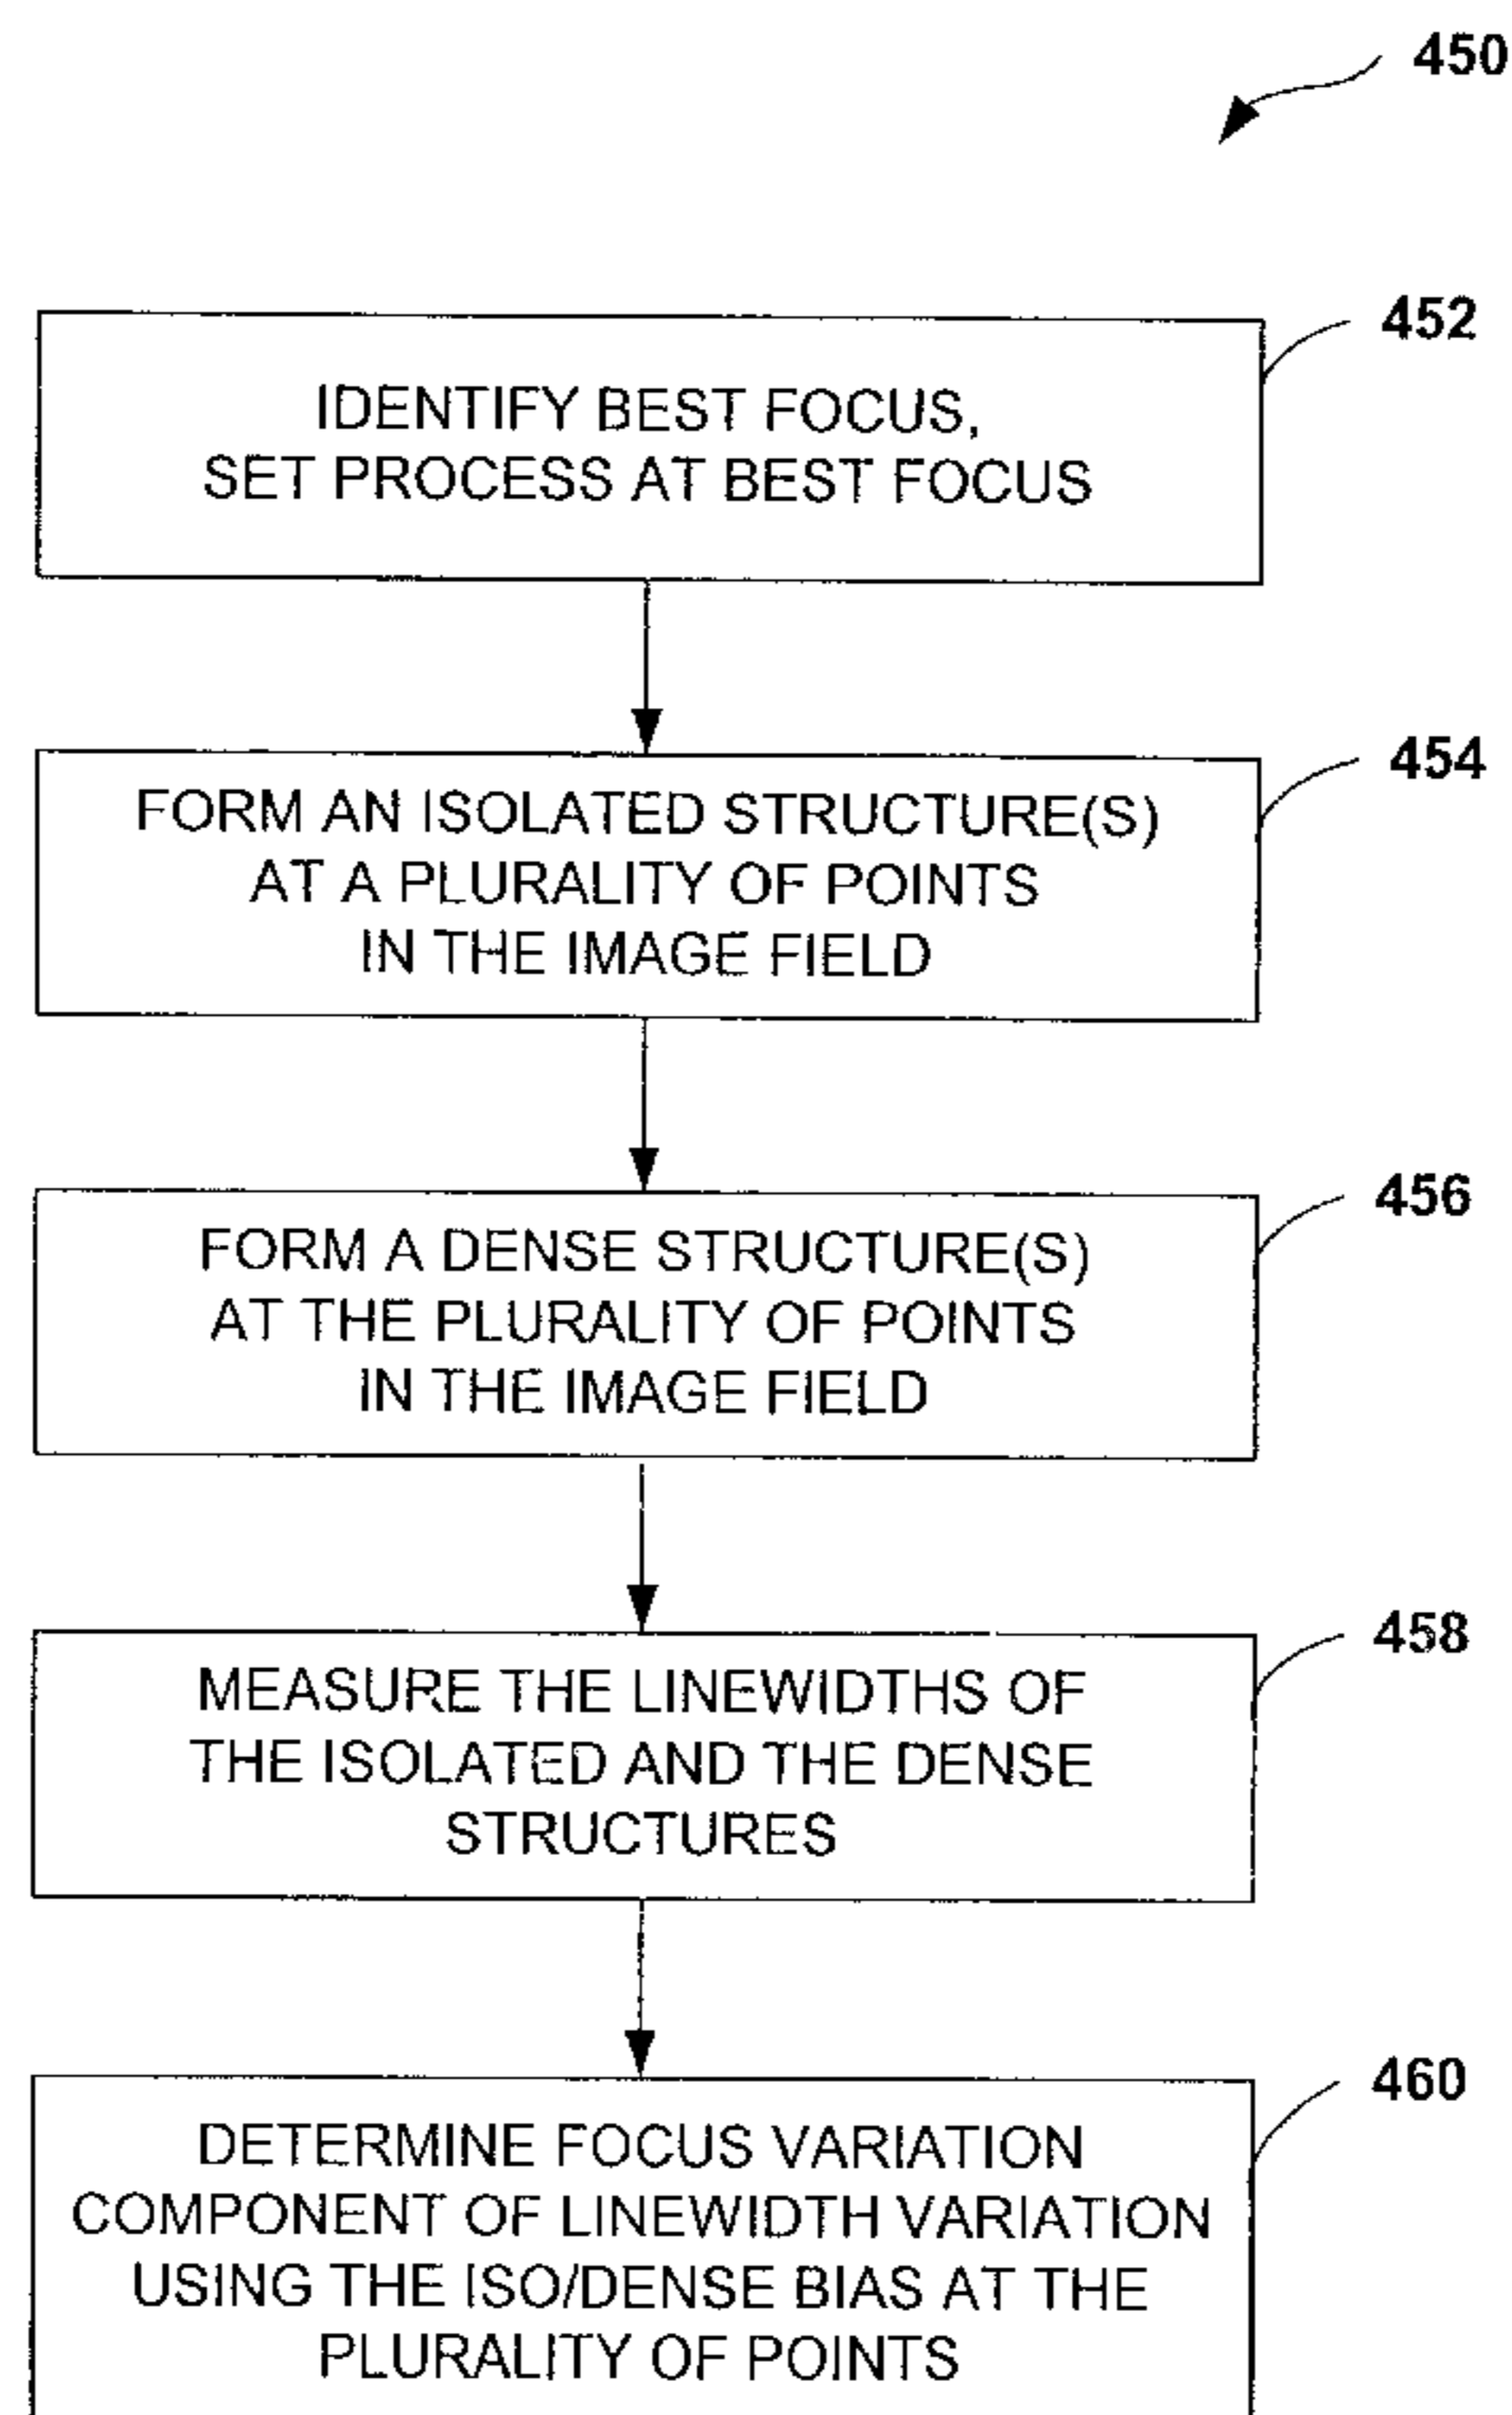 450
452
IDENTIFY BEST FOCUS,
SET PROCESS AT BEST FOCUS
454
FORM AN ISOLATED STRUCTURE(S)
AT A PLURALITY OF POINTS
IN THE IMAGE FIELD
456
FORM A DENSE STRUCTURE(S)
AT THE PLURALITY OF POINTS
IN THE IMAGE FIELD
458
MEASURE THE LINEWIDTHS OF
THE ISOLATED AND THE DENSE
STRUCTURES
460
DETERMINE FOCUS VARIATION
COMPONENT OF LINEWIDTH VARIATION
USING THE ISO/DENSE BIAS AT THE
PLURALITY OF POINTS